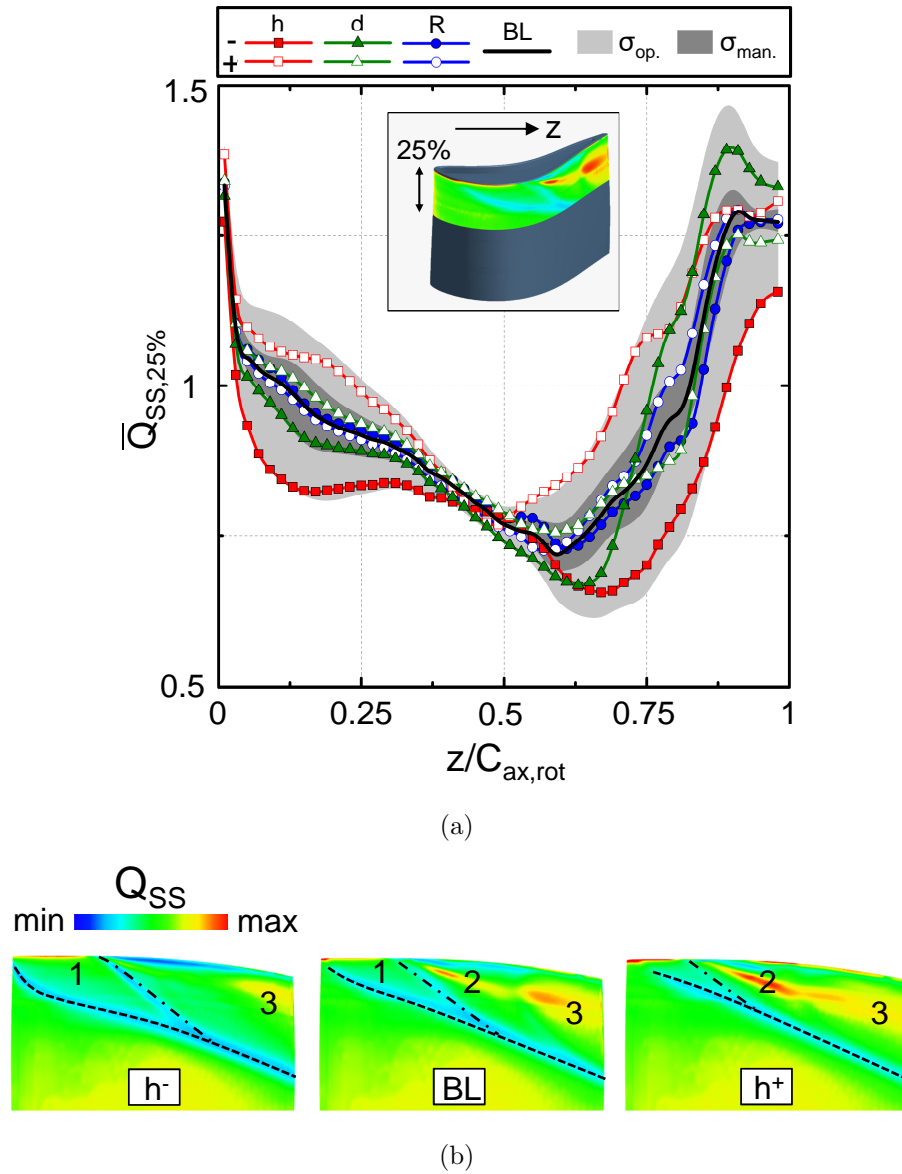 h d R BL σop. σman.
-
+
1.5
1
0.5
Q̅SS,25%
z
25%
0 0.25 0.5 0.75 1
z/Cax,rot
(a)
QSS
min max
1 3 h-
1 2 3 BL
2 3 h+
(b)